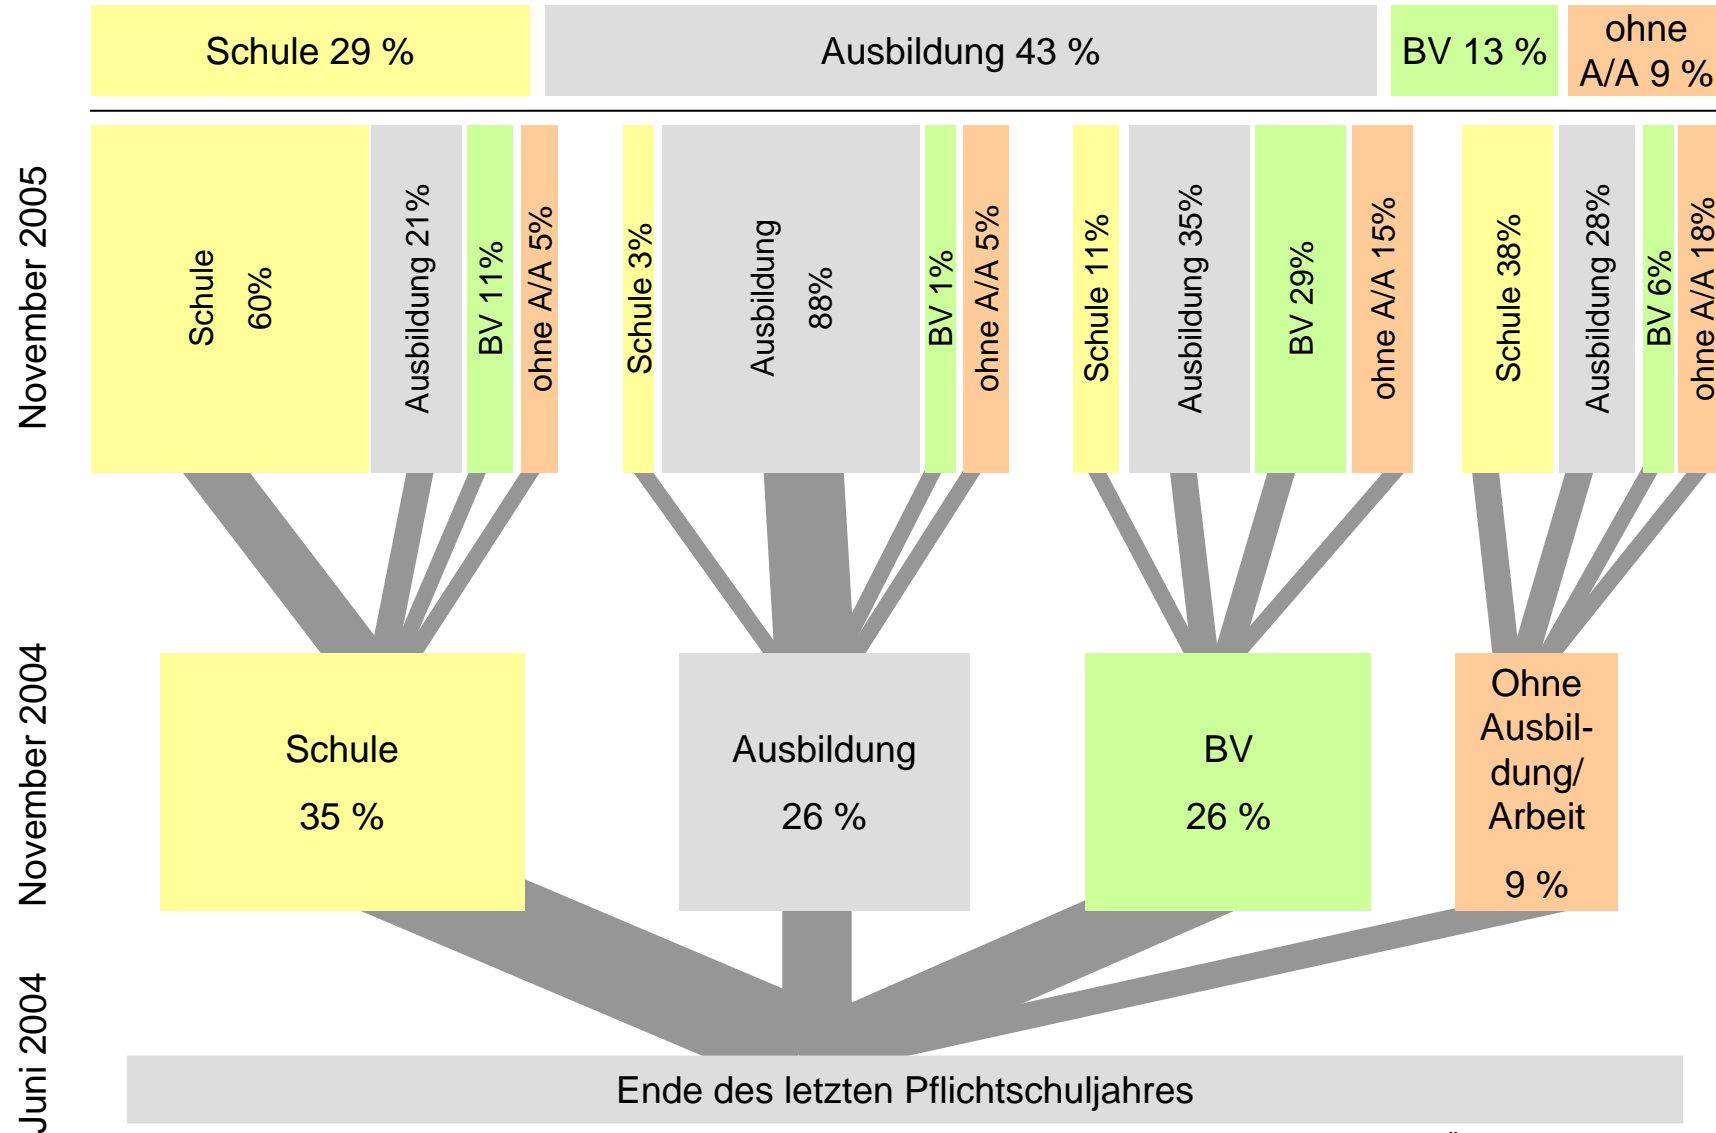 Schule 29 %
Ausbildung 43 %
BV 13 %
ohne
A/A 9 %
November 2005
Schule
60%
Ausbildung 21%
BV 11%
ohne A/A 5%
Schule 3%
Ausbildung
88%
BV 1%
ohne A/A 5%
Schule 11%
Ausbildung 35%
BV 29%
ohne A/A 15%
Schule 38%
Ausbildung 28%
BV 6%
ohne A/A 18%
November 2004
Schule
35 %
Ausbildung
26 %
BV
26 %
Ohne
Ausbil-
dung/
Arbeit
9 %
Juni 2004
Ende des letzten Pflichtschuljahres